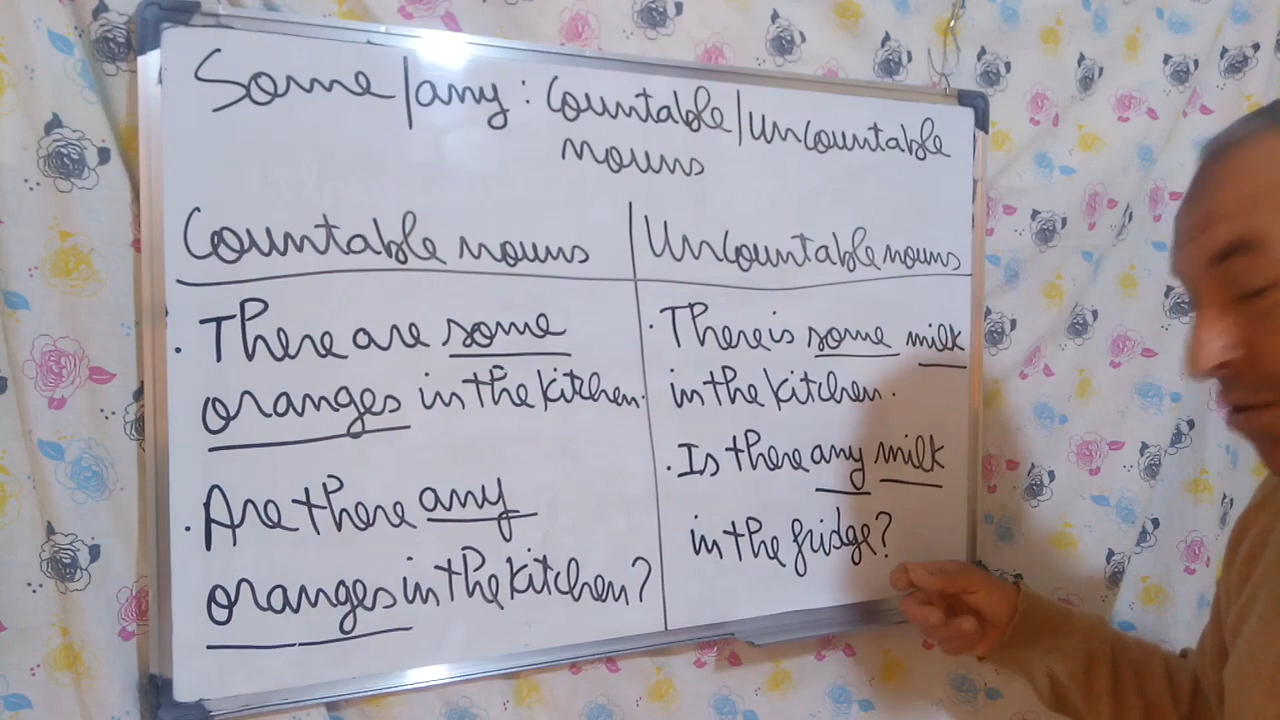 Some/any: Countable/Uncountable
nouns
Countable nouns
. There are some
oranges in the kitchen.
. Are there any
oranges in the kitchen?
Uncountable nouns
. There is some milk
in the kitchen.
. Is there any milk
in the fridge?